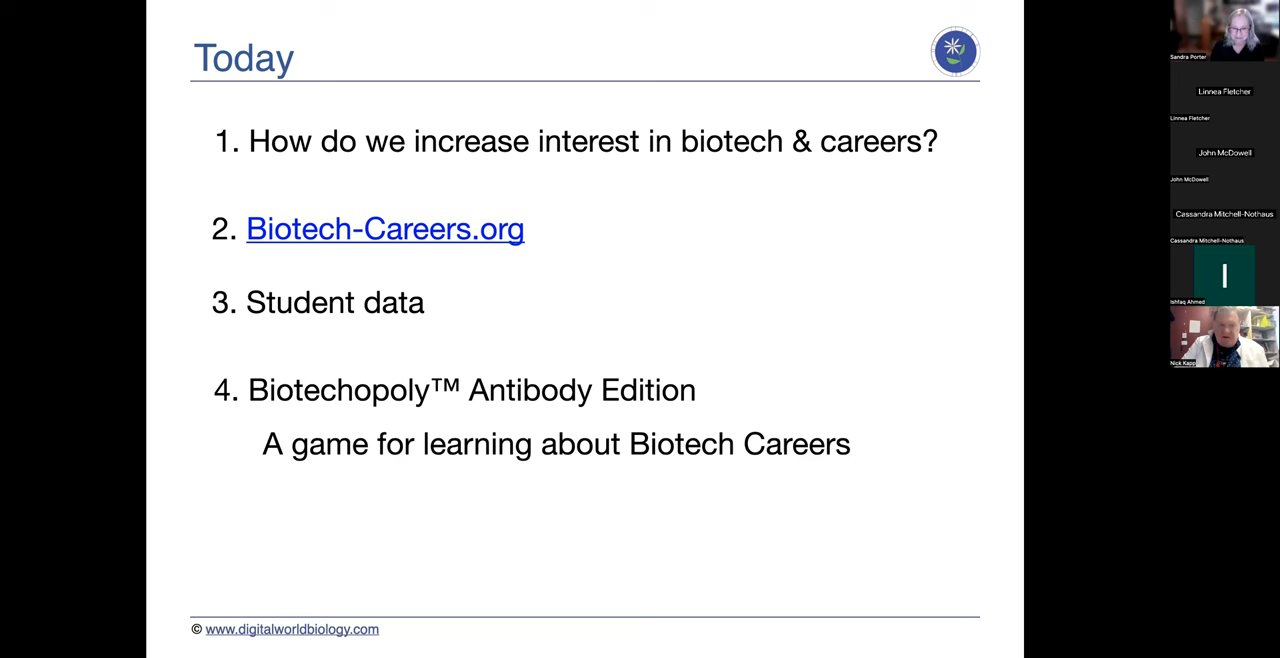 Today
1. How do we increase interest in biotech & careers?
2. Biotech-Careers.org
3. Student data
4. Biotechopoly™ Antibody Edition
A game for learning about Biotech Careers
© www.digitalworldbiology.com
Sandra Porter
Linnea Fletcher
Linnea Fletcher
John McDowell
John McDowell
Cassandra Mitchell-Nothaus
Cassandra Mitchell-Nothaus
I
Ishfaq Ahmed
Nick Kapp